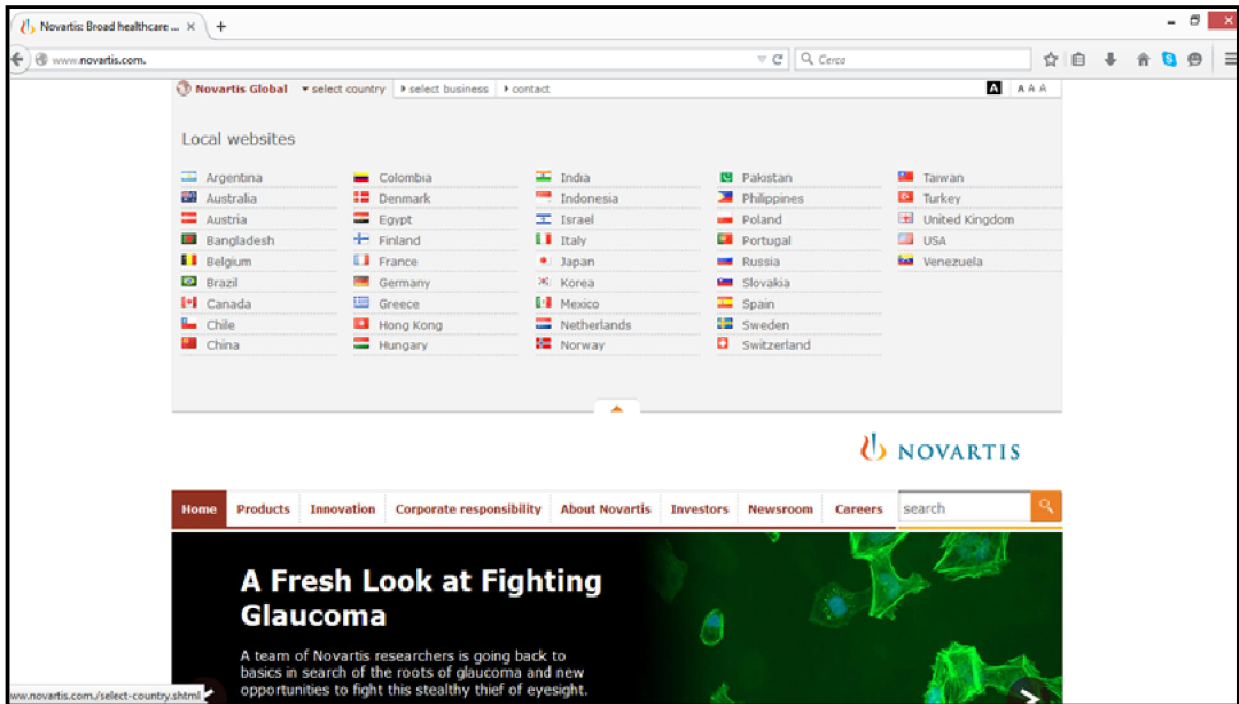 Novartis: Broad healthcare ...
www.novartis.com.
Cerca
Novartis Global select country select business contact A A A A
Local websites
Argentina
Australia
Austria
Bangladesh
Belgium
Brazil
Canada
Chile
China
Colombia
Denmark
Egypt
Finland
France
Germany
Greece
Hong Kong
Hungary
India
Indonesia
Israel
Italy
Japan
Korea
Mexico
Netherlands
Norway
Pakistan
Philippines
Poland
Portugal
Russia
Slovakia
Spain
Sweden
Switzerland
Taiwan
Turkey
United Kingdom
USA
Venezuela
NOVARTIS
Home Products Innovation Corporate responsibility About Novartis Investors Newsroom Careers search
A Fresh Look at Fighting
Glaucoma
A team of Novartis researchers is going back to
basics in search of the roots of glaucoma and new
opportunities to fight this stealthy thief of eyesight.
www.novartis.com./select-country.shtml